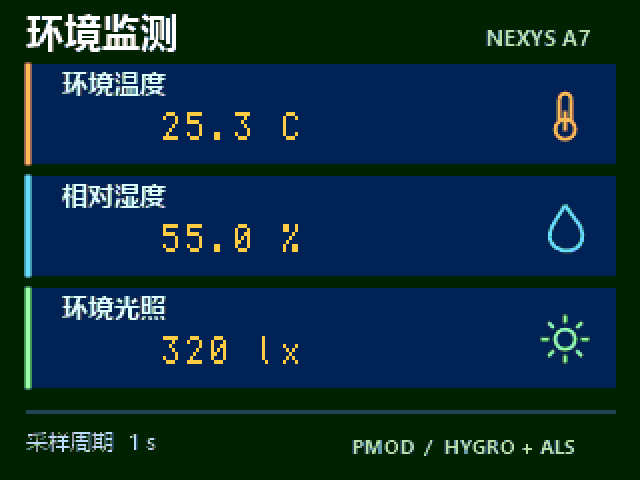 环境监测 NEXYS A7
环境温度
25.3 C
相对湿度
55.0 %
环境光照
320 lx
采样周期 1 s PMOD / HYGRO + ALS